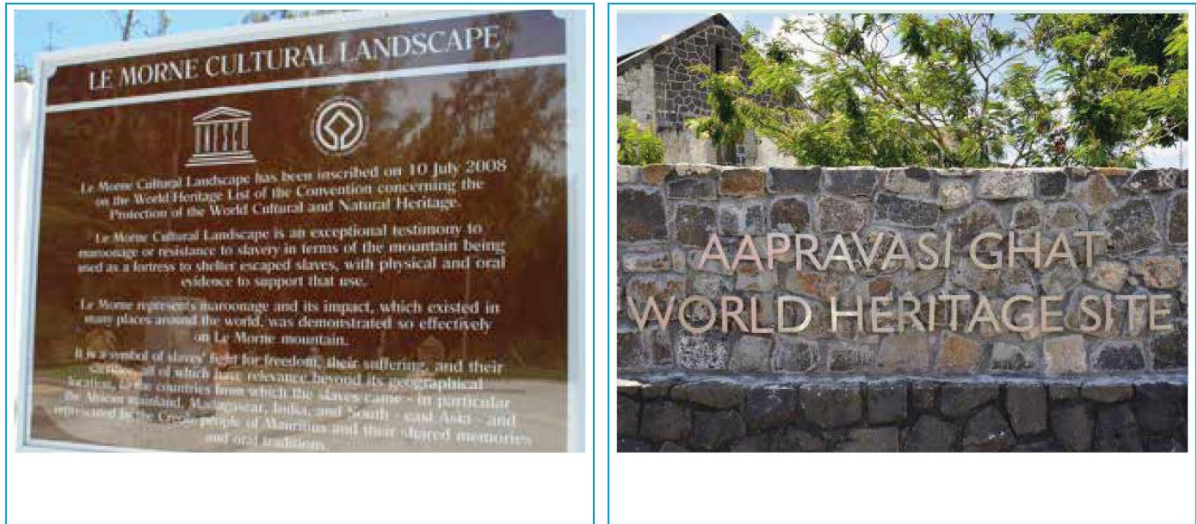 LE MORNE CULTURAL LANDSCAPE
Le Morne Cultural Landscape has been inscribed on 10 July 2008
on the World Heritage List of the Convention concerning the
Protection of the World Cultural and Natural Heritage.
Le Morne Cultural Landscape is an exceptional testimony to
maroonage or resistance to slavery in terms of the mountain being
used as a fortress to shelter escaped slaves, with physical and oral
evidence to support that use.
Le Morne represents maroonage and its impact, which existed in
many places around the world, was demonstrated so effectively
on Le Morne mountain.
It is a symbol of slaves' fight for freedom, their suffering, and their
sacrifice, all of which have relevance beyond its geographical
location, to the countries from which the slaves came - in particular
the African mainland, Madagascar, India, and South - east Asia - and
represented by the Creole people of Mauritius and their shared memories
and oral traditions.
AAPRAVASI GHAT
WORLD HERITAGE SITE